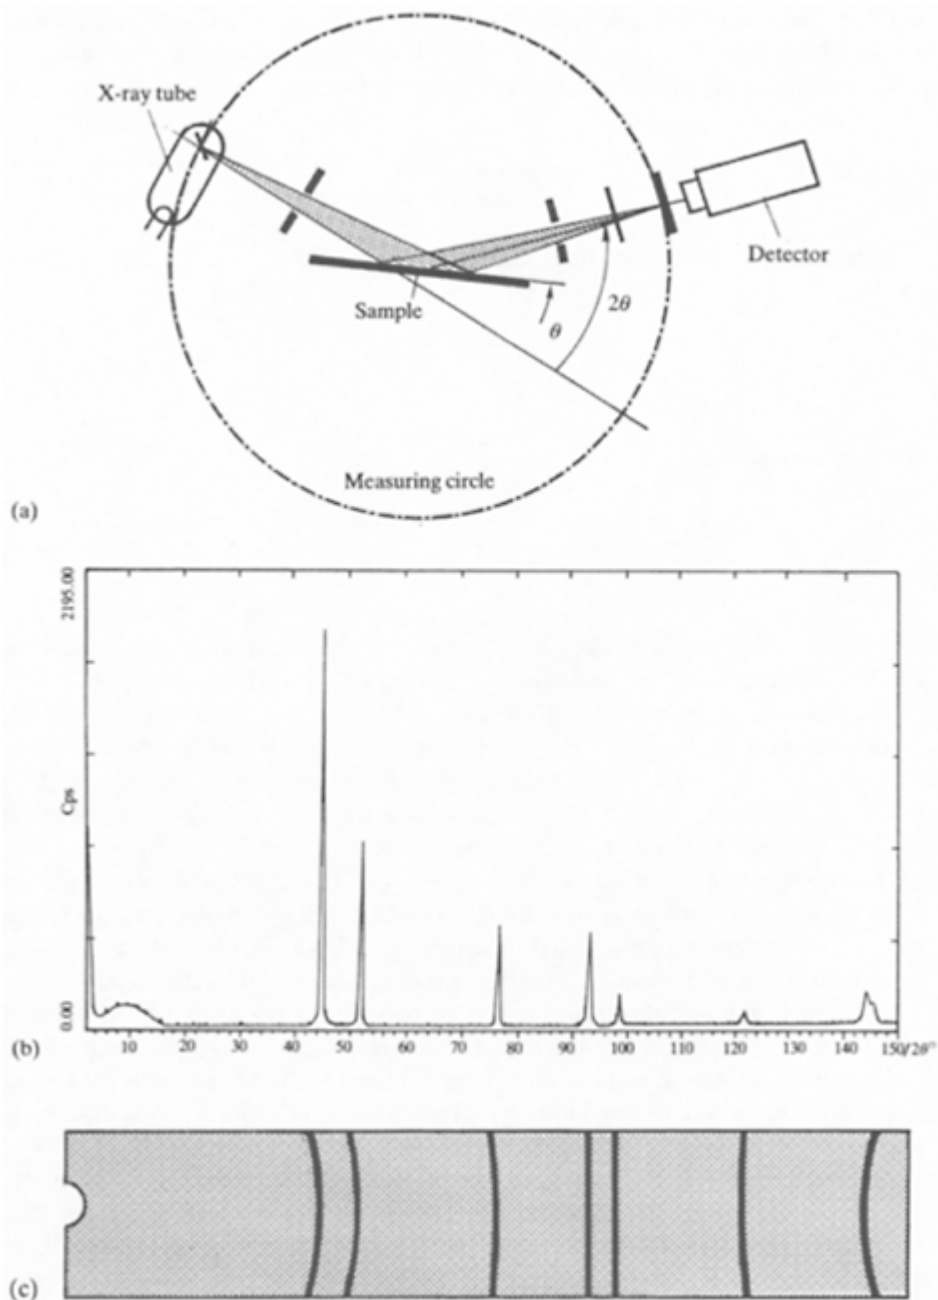 X-ray tube
Detector
Sample
θ
2θ
Measuring circle
(a)
2195.00
Cps
0.00
10 20 30 40 50 60 70 80 90 100 110 120 130 140 150/2θ°
(b)
(c)